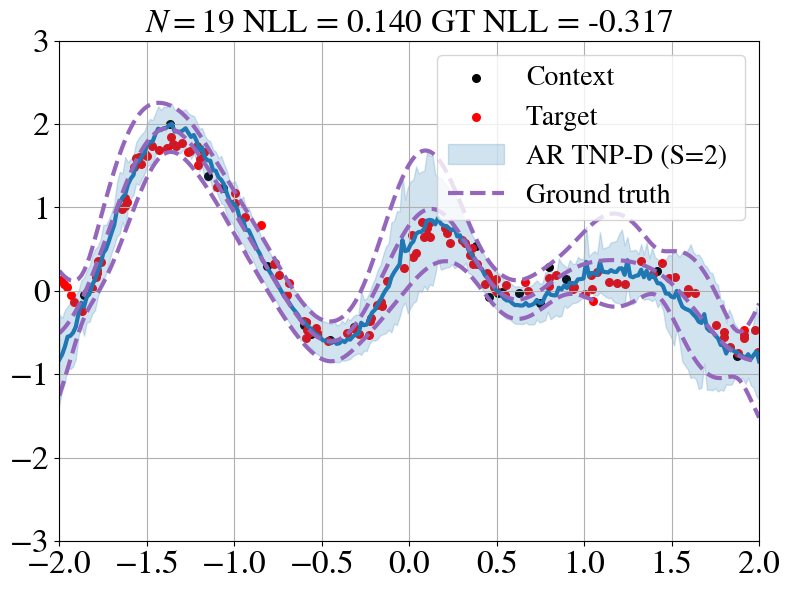 N = 19 NLL = 0.140 GT NLL = -0.317
3
2
1
0
−1
−2
−3
Context
Target
AR TNP-D (S=2)
Ground truth
−2.0 −1.5 −1.0 −0.5 0.0 0.5 1.0 1.5 2.0